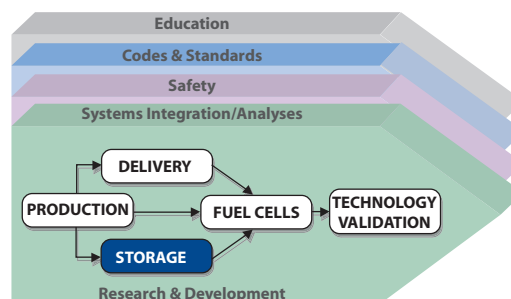 Education
Codes & Standards
Safety
Systems Integration/Analyses
DELIVERY
PRODUCTION
FUEL CELLS
TECHNOLOGY
VALIDATION
STORAGE
Research & Development